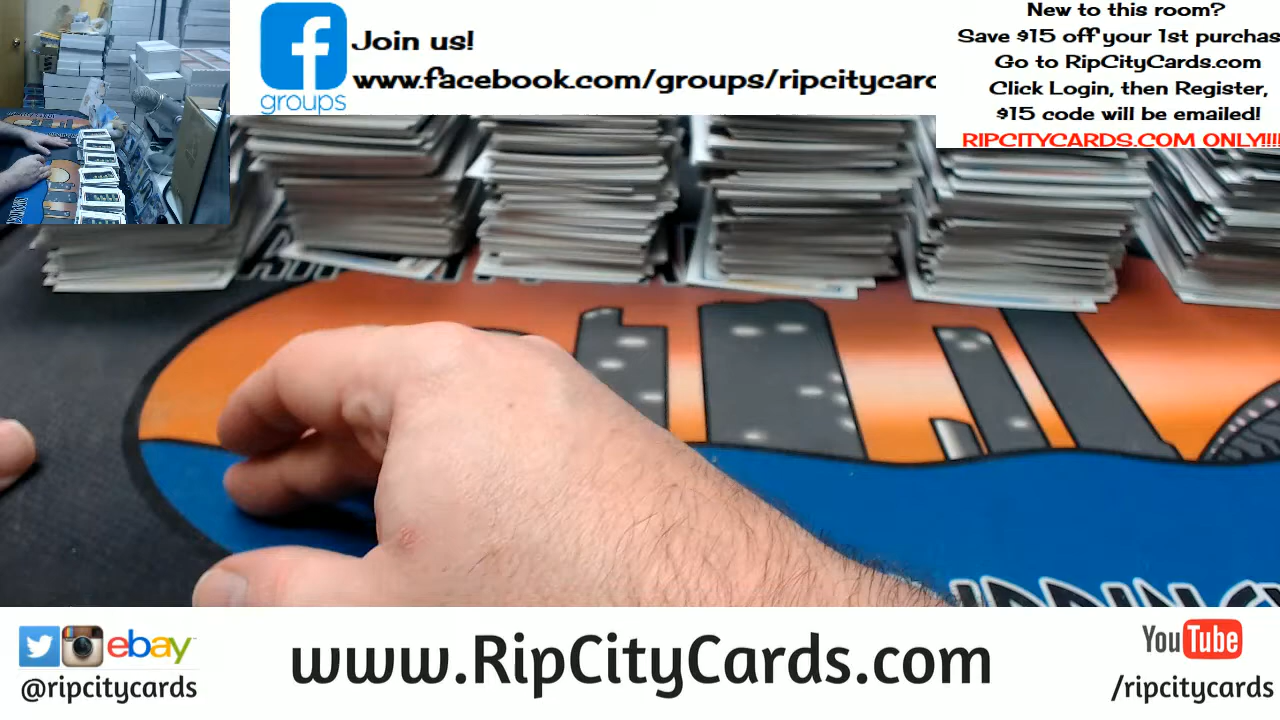 f
groups
Join us!
www.facebook.com/groups/ripcitycarc
New to this room?
Save $15 off your 1st purchas
Go to RipCityCards.com
Click Login, then Register,
$15 code will be emailed!
RIPCITYCARDS.COM ONLY!!!!
ebay
@ripcitycards
www.RipCityCards.com
YouTube
/ripcitycards